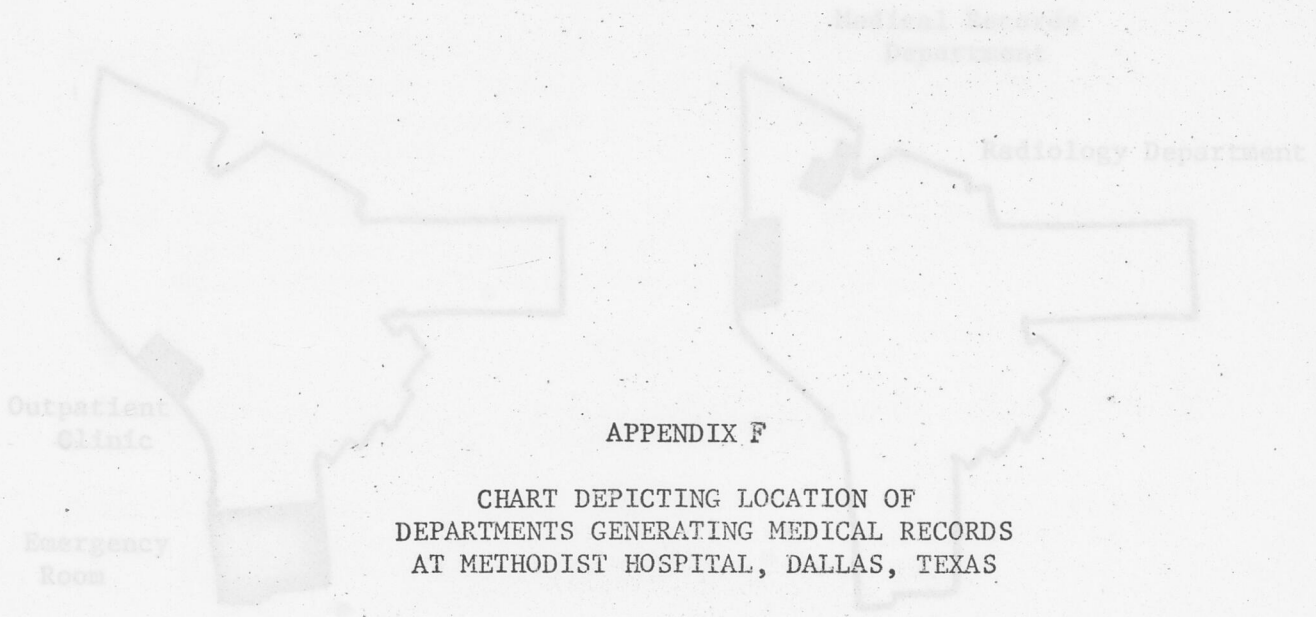 Medical Records
Department
Radiology Department
Outpatient
Clinic
Emergency
Room
APPENDIX F
CHART DEPICTING LOCATION OF
DEPARTMENTS GENERATING MEDICAL RECORDS
AT METHODIST HOSPITAL, DALLAS, TEXAS